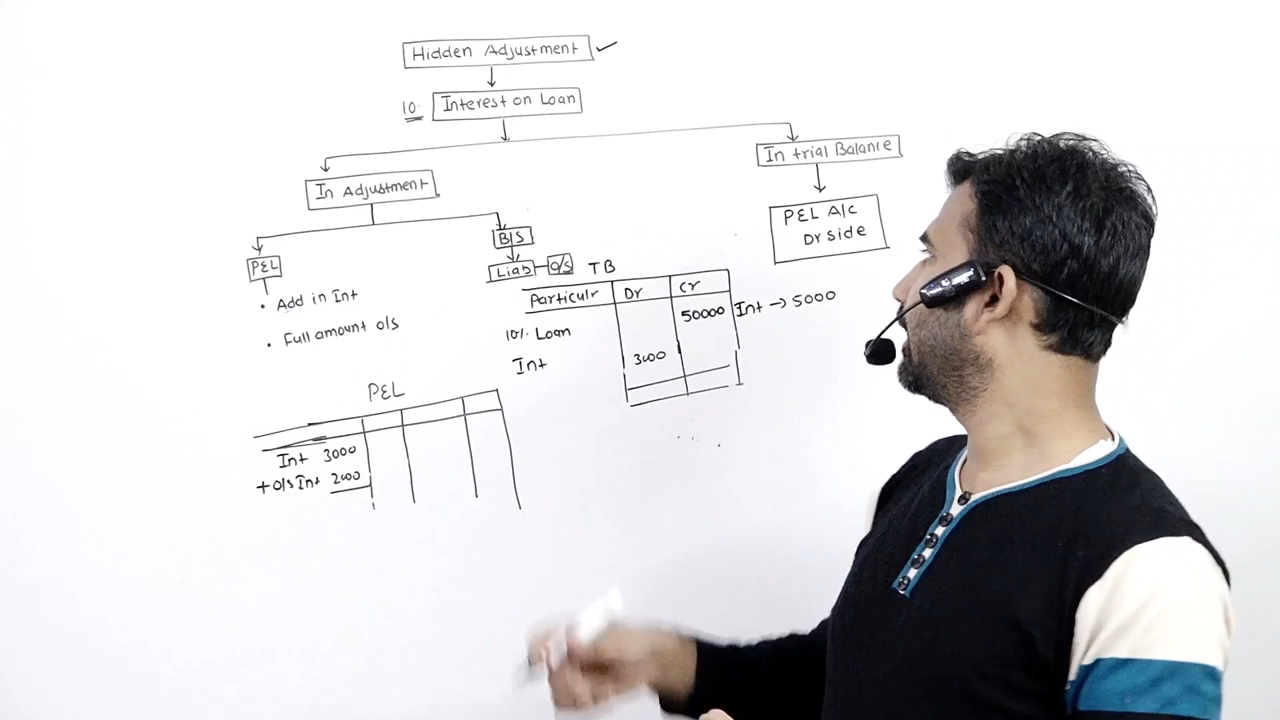 Hidden Adjustment ✓
10. Interest on Loan
In Adjustment
In trial Balance
P&L
B/S
Liab - O/S
P&L A/C
Dr side
• Add in Int
• Full amount o/s
TB
Particulr Dr Cr
10% Loan 50000 Int → 5000
Int 3000
P&L
Int 3000
+ o/s Int 2000